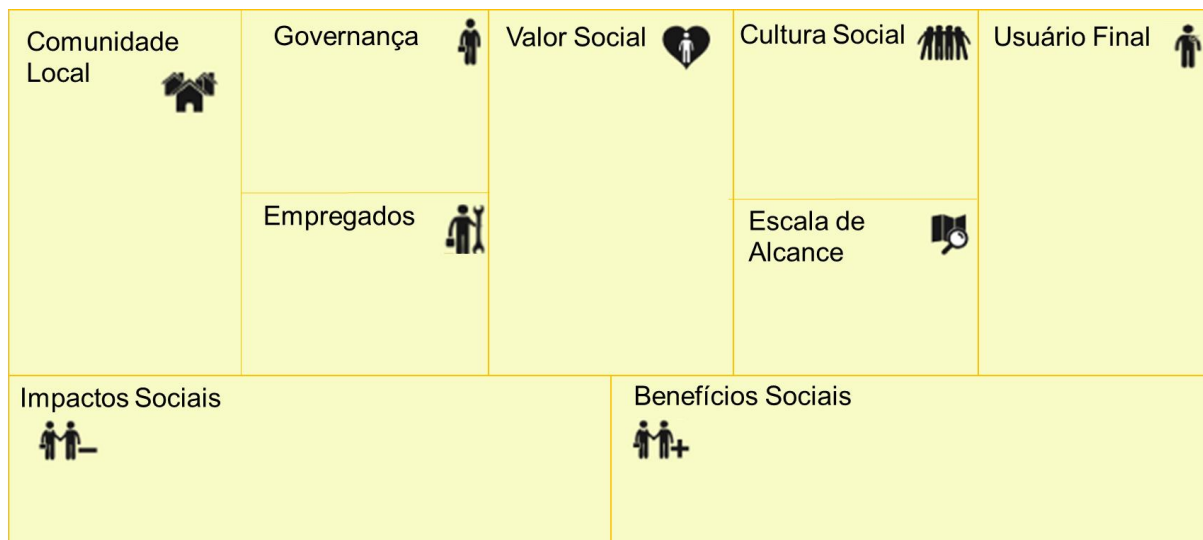 Comunidade
Local
Governança
Empregados
Valor Social
Cultura Social
Escala de
Alcance
Usuário Final
Impactos Sociais
Benefícios Sociais